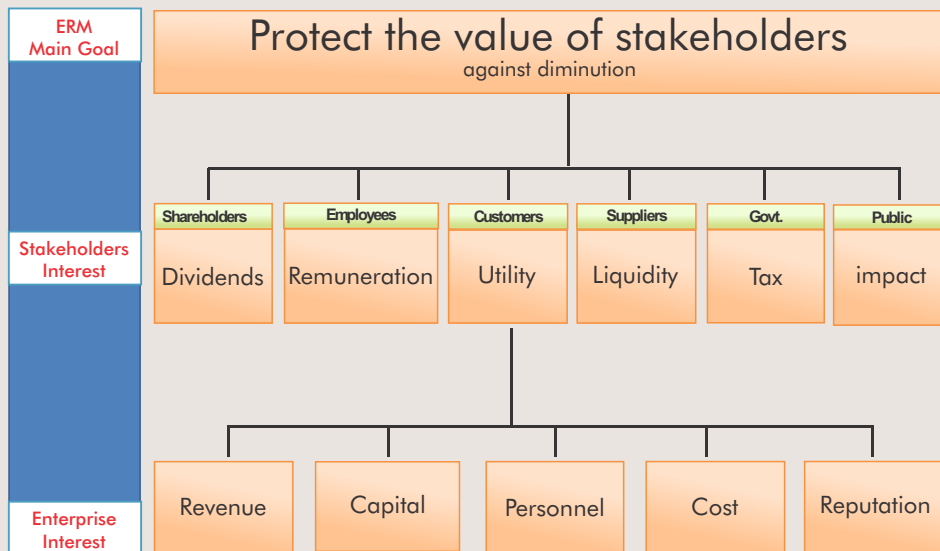 ERM
Main Goal
Protect the value of stakeholders
against diminution
Shareholders
Employees
Customers
Suppliers
Govt.
Public
Stakeholders
Interest
Dividends
Remuneration
Utility
Liquidity
Tax
impact
Enterprise
Interest
Revenue
Capital
Personnel
Cost
Reputation